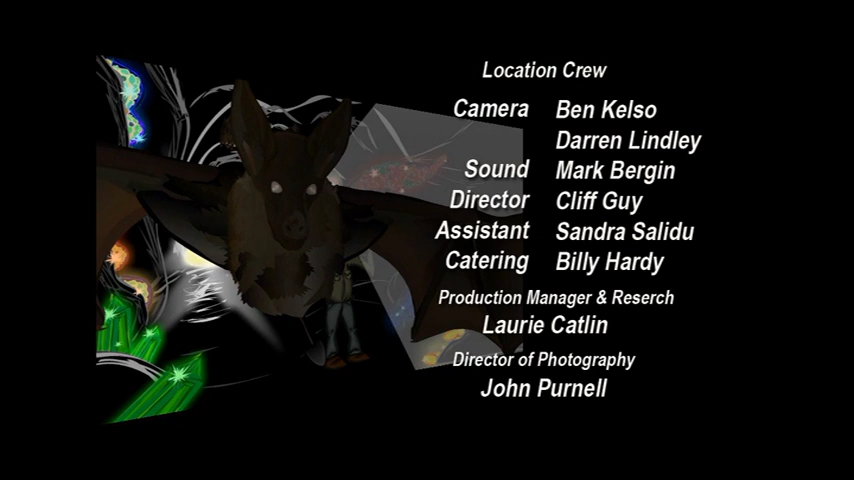 Location Crew
Camera Ben Kelso
Darren Lindley
Sound Mark Bergin
Director Cliff Guy
Assistant Sandra Salidu
Catering Billy Hardy
Production Manager & Reserch
Laurie Catlin
Director of Photography
John Purnell